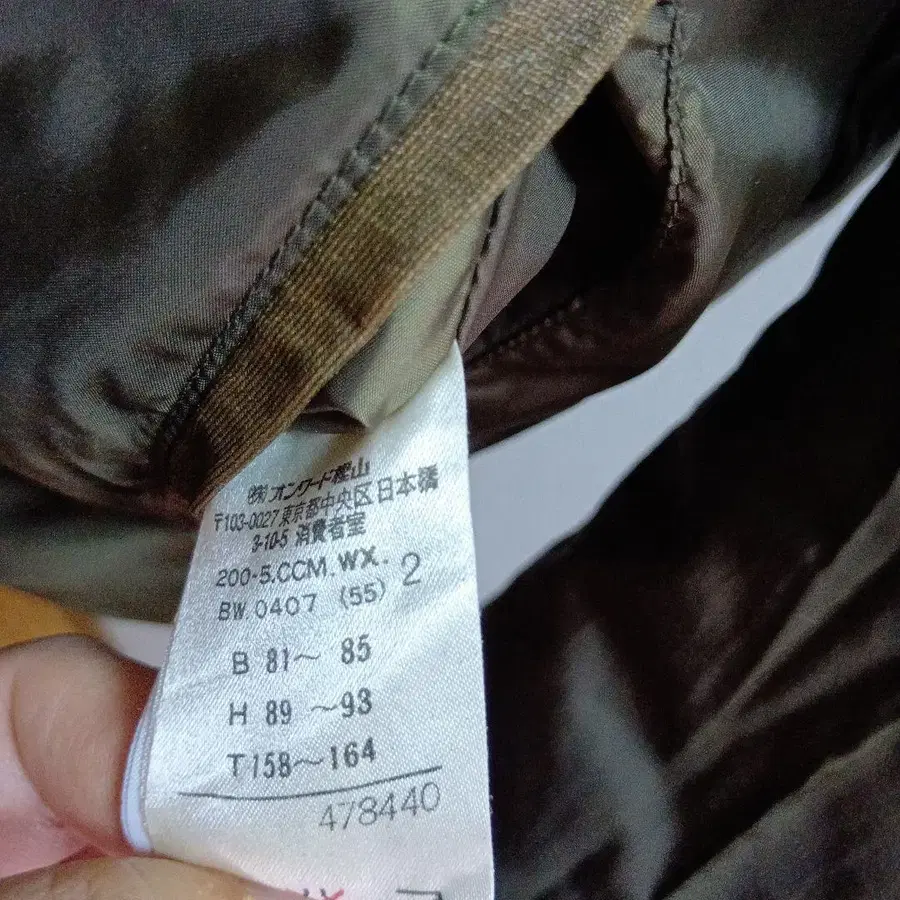 ㈱オンワード樫山
〒103-0027 東京都中央区日本橋
3-10-5 消費者室
200-5.CCM.WX. 2
BW.0407 (55)
B 81～ 85
H 89 ～93
T158～164
478440